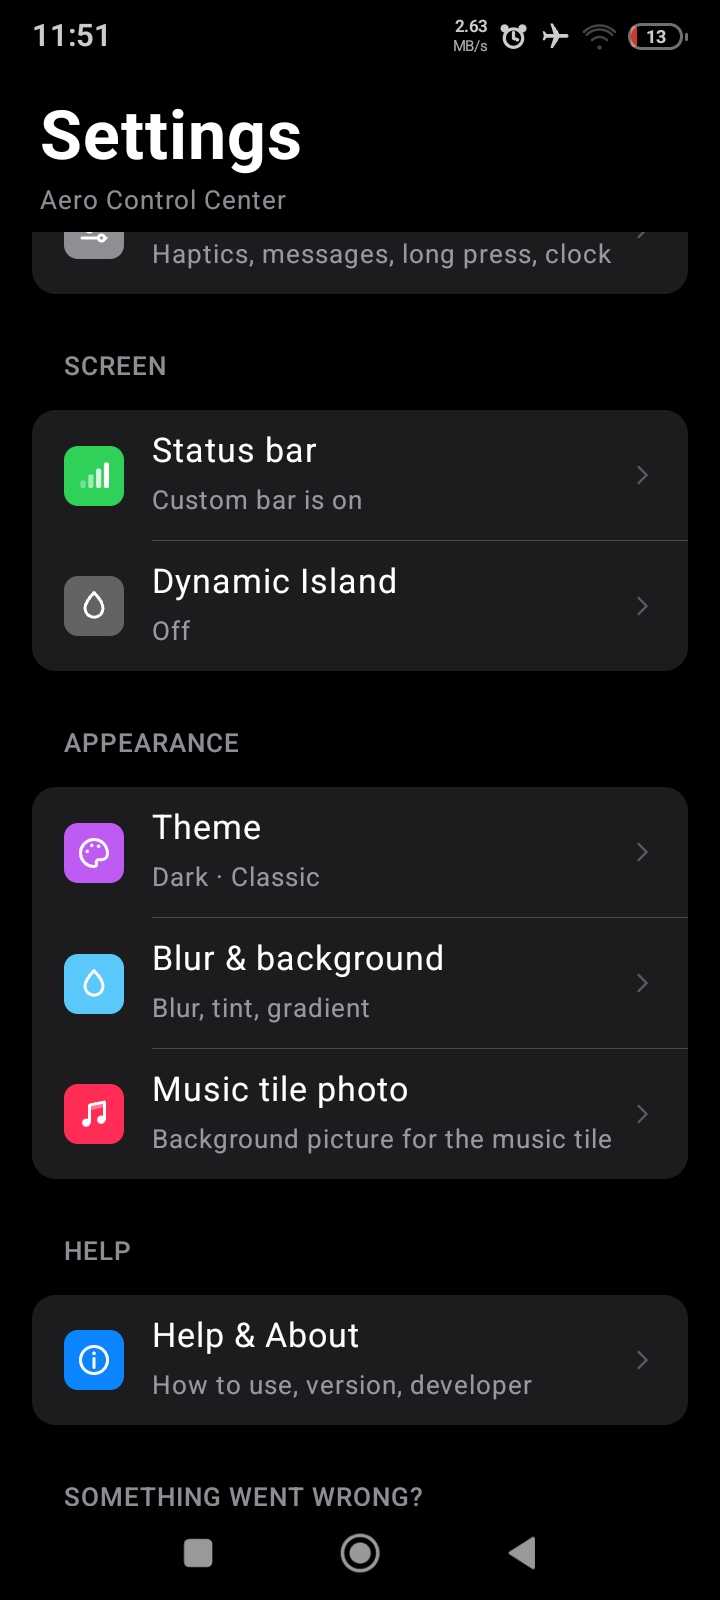 11:51
2.63
MB/s
13
Settings
Aero Control Center
Haptics, messages, long press, clock
SCREEN
Status bar
Custom bar is on
Dynamic Island
Off
APPEARANCE
Theme
Dark · Classic
Blur & background
Blur, tint, gradient
Music tile photo
Background picture for the music tile
HELP
Help & About
How to use, version, developer
SOMETHING WENT WRONG?